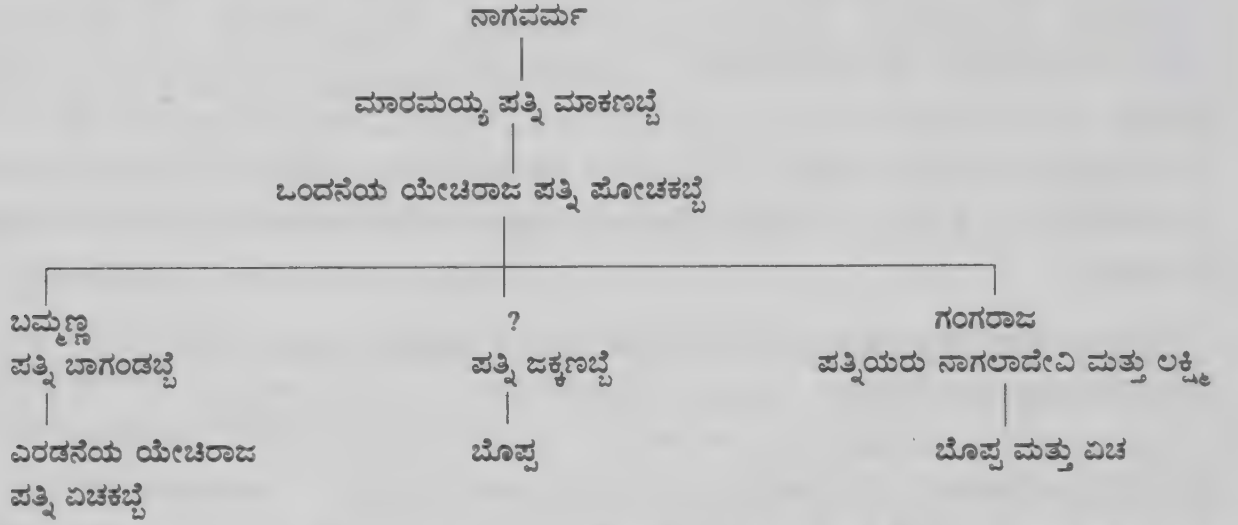 ನಾಗವರ್ಮ
ಮಾರಮಯ್ಯ ಪತ್ನಿ ಮಾಕಣಬ್ಬೆ
ಒಂದನೆಯ ಯೇಚಿರಾಜ ಪತ್ನಿ ಪೋಚಕಬ್ಬೆ
ಬಮ್ಮಣ್ಣ ? ಗಂಗರಾಜ
ಪತ್ನಿ ಬಾಗಂಡಬ್ಬೆ ಪತ್ನಿ ಜಕ್ಕಣಬ್ಬೆ ಪತ್ನಿಯರು ನಾಗಲಾದೇವಿ ಮತ್ತು ಲಕ್ಷ್ಮಿ
ಎರಡನೆಯ ಯೇಚಿರಾಜ ಬೊಪ್ಪ ಬೊಪ್ಪ ಮತ್ತು ಏಚ
ಪತ್ನಿ ಏಚಕಬ್ಬೆ